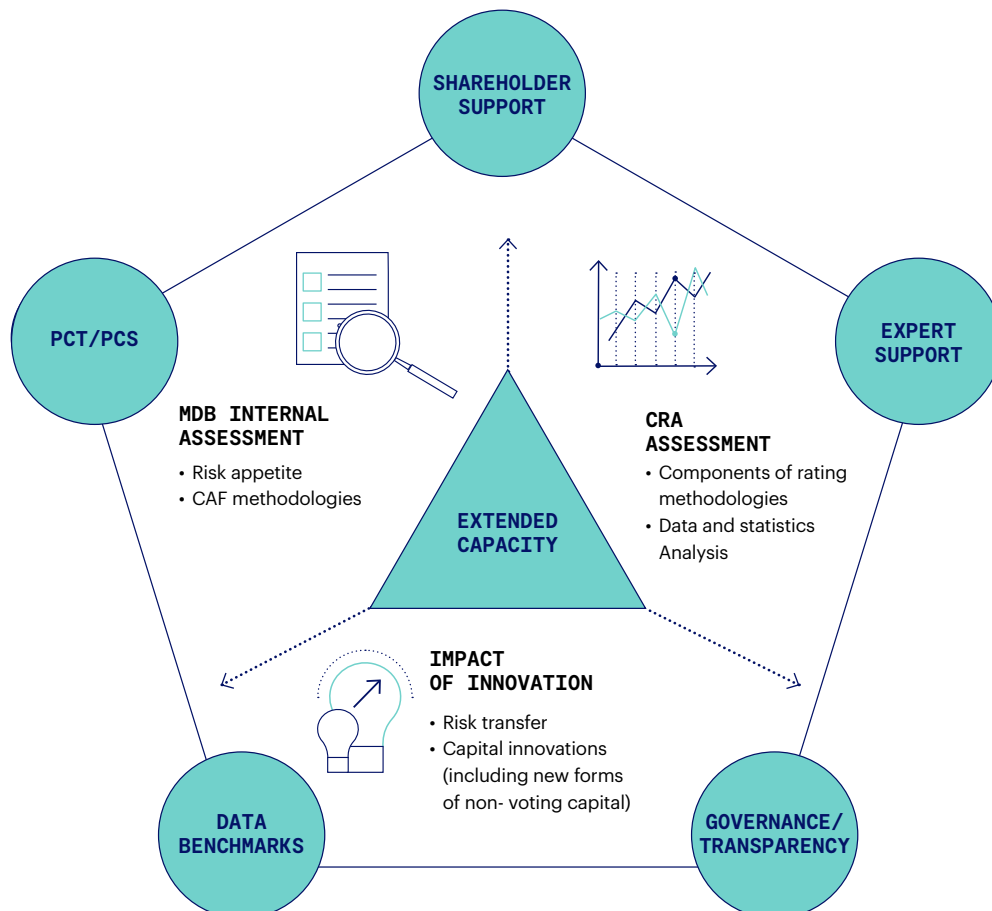 SHAREHOLDER
SUPPORT
PCT/PCS
EXPERT
SUPPORT
MDB INTERNAL
ASSESSMENT
• Risk appetite
• CAF methodologies
CRA
ASSESSMENT
• Components of rating
methodologies
• Data and statistics
Analysis
EXTENDED
CAPACITY
IMPACT
OF INNOVATION
• Risk transfer
• Capital innovations
(including new forms
of non- voting capital)
DATA
BENCHMARKS
GOVERNANCE/
TRANSPARENCY